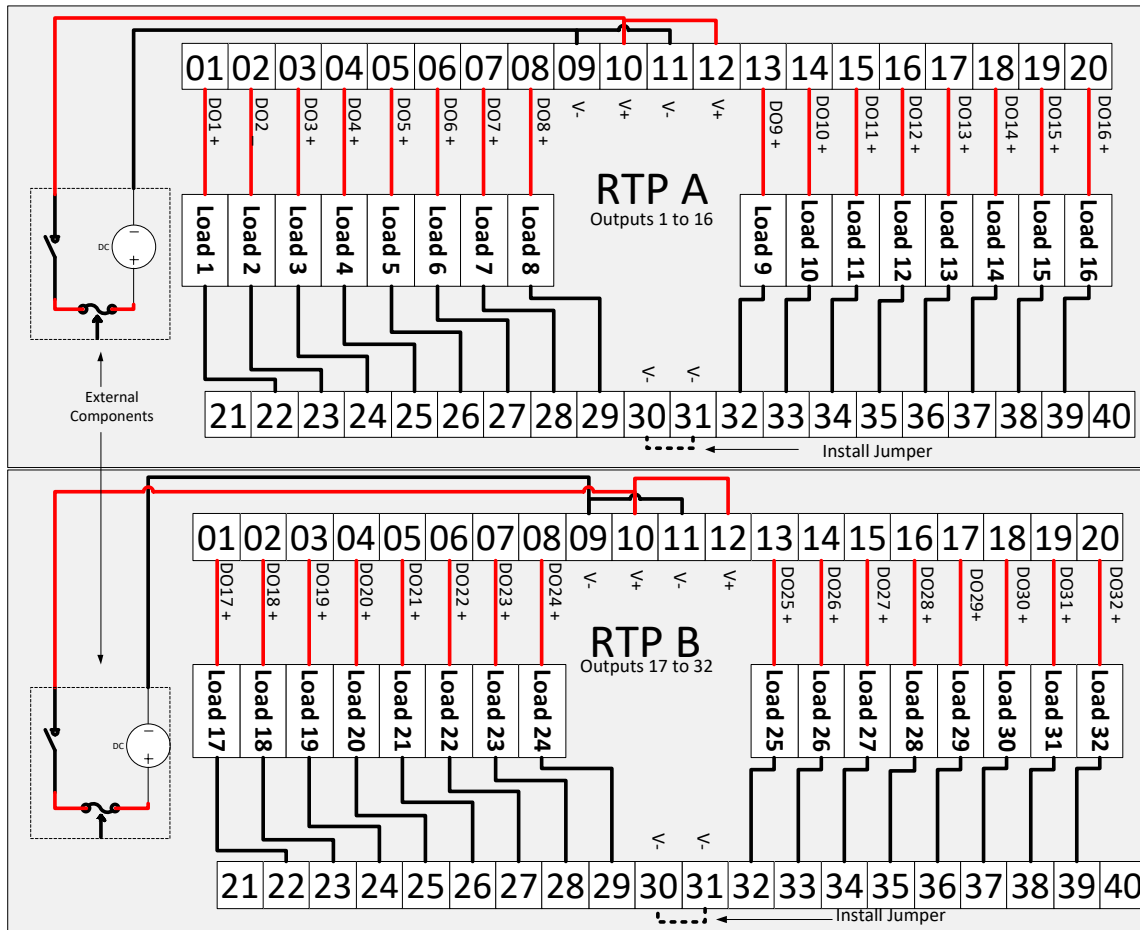 01 02 03 04 05 06 07 08 09 10 11 12 13 14 15 16 17 18 19 20
DO1 + DO2 – DO3 + DO4 + DO5 + DO6 + DO7 + DO8 + V- V+ V- V+ DO9 + DO10 + DO11 + DO12 + DO13 + DO14 + DO15 + DO16 +
RTP A
Outputs 1 to 16
Load 1 Load 2 Load 3 Load 4 Load 5 Load 6 Load 7 Load 8 Load 9 Load 10 Load 11 Load 12 Load 13 Load 14 Load 15 Load 16
DC − +
V- V-
21 22 23 24 25 26 27 28 29 30 31 32 33 34 35 36 37 38 39 40
External
Components
Install Jumper
01 02 03 04 05 06 07 08 09 10 11 12 13 14 15 16 17 18 19 20
DO17 + DO18 + DO19 + DO20 + DO21 + DO22 + DO23 + DO24 + V- V+ V- V+ DO25 + DO26 + DO27 + DO28 + DO29+ DO30 + DO31 + DO32 +
RTP B
Outputs 17 to 32
Load 17 Load 18 Load 19 Load 20 Load 21 Load 22 Load 23 Load 24 Load 25 Load 26 Load 27 Load 28 Load 29 Load 30 Load 31 Load 32
DC − +
V- V-
21 22 23 24 25 26 27 28 29 30 31 32 33 34 35 36 37 38 39 40
Install Jumper